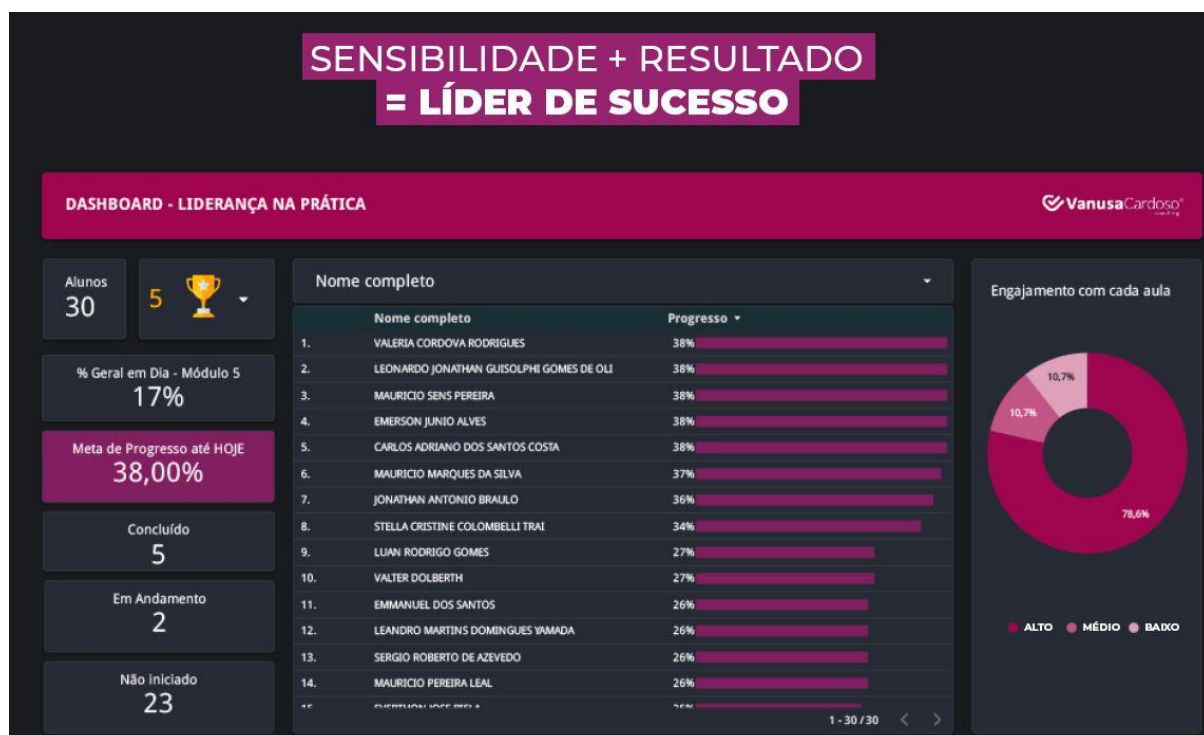 SENSIBILIDADE + RESULTADO
= LÍDER DE SUCESSO
DASHBOARD - LIDERANÇA NA PRÁTICA
VanusaCardoso
Alunos
30
5
% Geral em Dia - Módulo 5
17%
Meta de Progresso até HOJE
38,00%
Concluído
5
Em Andamento
2
Não iniciado
23
Nome completo
Nome completo Progresso
1. VALERIA CORDOVA RODRIGUES 38%
2. LEONARDO JONATHAN GUISOLPHI GOMES DE OLI 38%
3. MAURICIO SENS PEREIRA 38%
4. EMERSON JUNIO ALVES 38%
5. CARLOS ADRIANO DOS SANTOS COSTA 38%
6. MAURICIO MARQUES DA SILVA 37%
7. JONATHAN ANTONIO BRAULO 36%
8. STELLA CRISTINE COLOMBELLI TRAI 34%
9. LUAN RODRIGO GOMES 27%
10. VALTER DOLBERTH 27%
11. EMMANUEL DOS SANTOS 26%
12. LEANDRO MARTINS DOMINGUES YAMADA 26%
13. SERGIO ROBERTO DE AZEVEDO 26%
14. MAURICIO PEREIRA LEAL 26%
1 - 30 / 30 < >
Engajamento com cada aula
10,7%
10,7%
78,6%
ALTO MÉDIO BAIXO